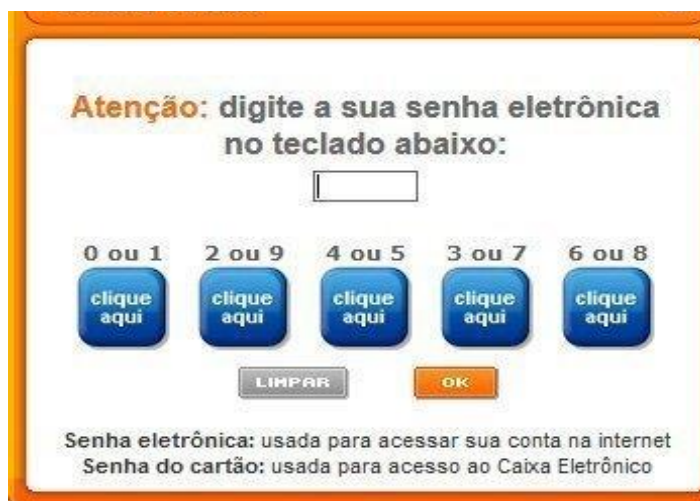 Atenção: digite a sua senha eletrônica
no teclado abaixo:
0 ou 1 2 ou 9 4 ou 5 3 ou 7 6 ou 8
clique aqui clique aqui clique aqui clique aqui clique aqui
LIMPAR OK
Senha eletrônica: usada para acessar sua conta na internet
Senha do cartão: usada para acesso ao Caixa Eletrônico